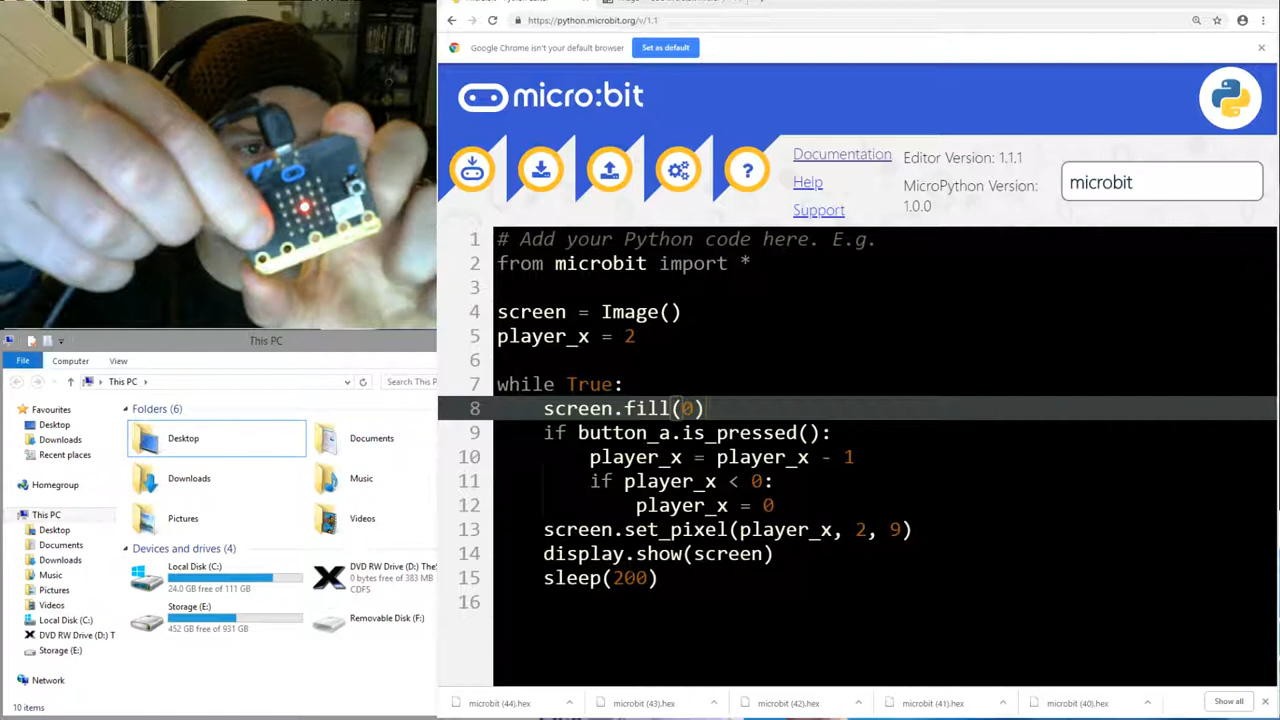 https://python.microbit.org/v/1.1
Google Chrome isn't your default browser
Set as default
micro:bit
?
Documentation
Help
Support
Editor Version: 1.1.1
MicroPython Version:
1.0.0
microbit
1 # Add your Python code here. E.g.
2 from microbit import *
3
4 screen = Image()
5 player_x = 2
6
7 while True:
8 screen.fill(0)
9 if button_a.is_pressed():
10 player_x = player_x - 1
11 if player_x < 0:
12 player_x = 0
13 screen.set_pixel(player_x, 2, 9)
14 display.show(screen)
15 sleep(200)
16
This PC
File
Computer
View
This PC
Search This P
Favourites
Desktop
Downloads
Recent places
Homegroup
This PC
Desktop
Documents
Downloads
Music
Pictures
Videos
Local Disk (C:)
DVD RW Drive (D:) T
Storage (E:)
Network
Folders (6)
Desktop
Documents
Downloads
Music
Pictures
Videos
Devices and drives (4)
Local Disk (C:)
24.0 GB free of 111 GB
DVD RW Drive (D:) The
0 bytes free of 383 MB
CDFS
Storage (E:)
452 GB free of 931 GB
Removable Disk (F:)
10 items
microbit (44).hex
microbit (43).hex
microbit (42).hex
microbit (41).hex
microbit (40).hex
Show all